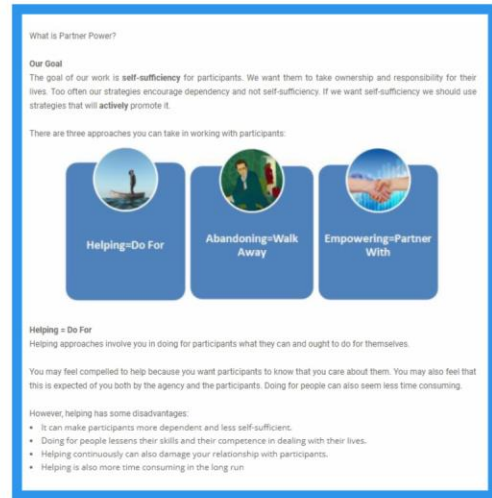 What is Partner Power?
Our Goal
The goal of our work is self-sufficiency for participants. We want them to take ownership and responsibility for their
lives. Too often our strategies encourage dependency and not self-sufficiency. If we want self-sufficiency we should use
strategies that will actively promote it.
There are three approaches you can take in working with participants:
Helping=Do For
Abandoning=Walk
Away
Empowering=Partner
With
Helping = Do For
Helping approaches involve you in doing for participants what they can and ought to do for themselves.
You may feel compelled to help because you want participants to know that you care about them. You may also feel that
this is expected of you both by the agency and the participants. Doing for people can also seem less time consuming.
However, helping has some disadvantages:
• It can make participants more dependent and less self-sufficient.
• Doing for people lessens their skills and their competence in dealing with their lives.
• Helping continuously can also damage your relationship with participants.
• Helping is also more time consuming in the long run